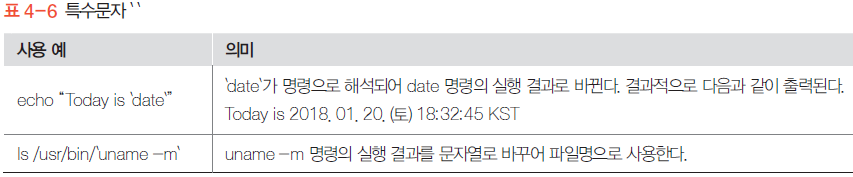 표 4-6 특수문자 ``
사용 예 의미
echo “Today is `date`” `date`가 명령으로 해석되어 date 명령의 실행 결과로 바뀐다. 결과적으로 다음과 같이 출력된다.
Today is 2018. 01. 20. (토) 18:32:45 KST
ls /usr/bin/`uname -m` uname -m 명령의 실행 결과를 문자열로 바꾸어 파일명으로 사용한다.